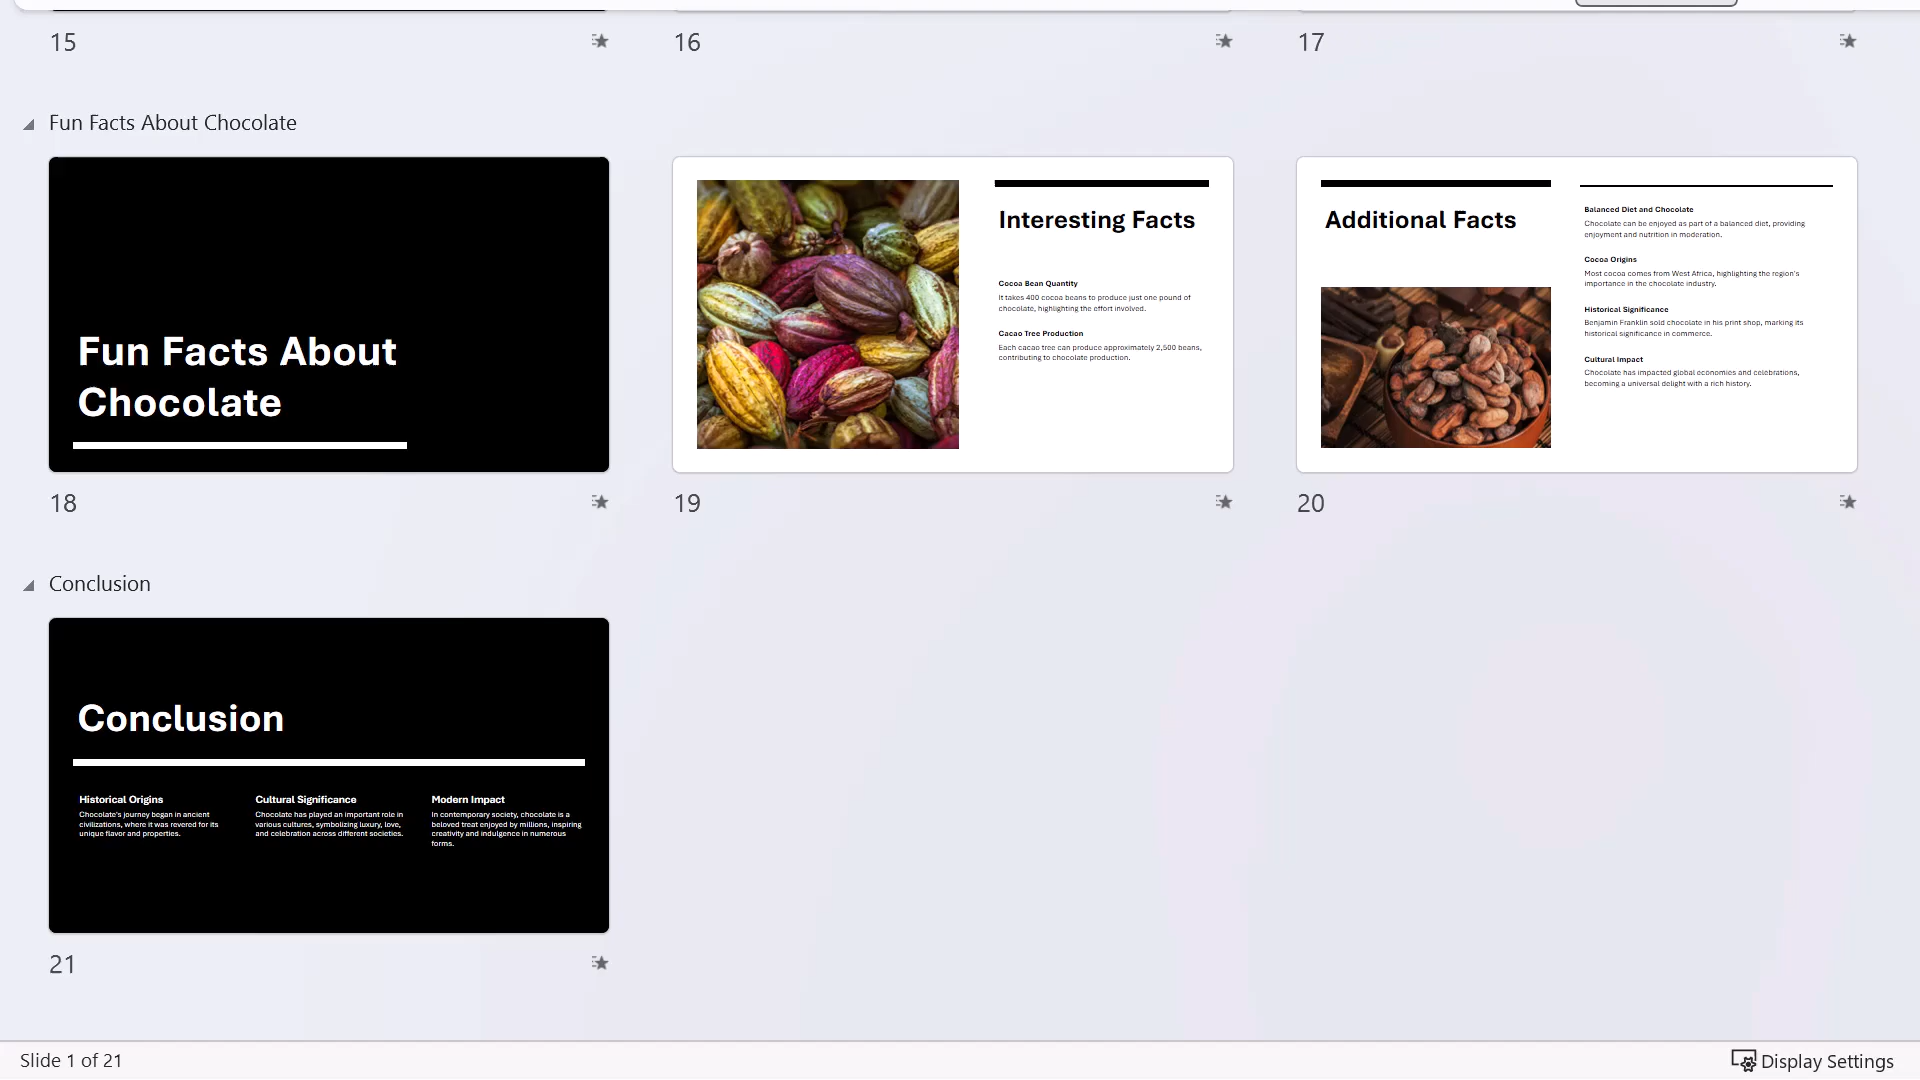 15
16
17
Fun Facts About Chocolate
Fun Facts About
Chocolate
Interesting Facts
Cocoa Bean Quantity
It takes 400 cocoa beans to produce just one pound of
chocolate, highlighting the effort involved.
Cacao Tree Production
Each cacao tree can produce approximately 2,500 beans,
contributing to chocolate production.
Additional Facts
Balanced Diet and Chocolate
Chocolate can be enjoyed as part of a balanced diet, providing
enjoyment and nutrition in moderation.
Cocoa Origins
Most cocoa comes from West Africa, highlighting the region's
importance in the chocolate industry.
Historical Significance
Benjamin Franklin sold chocolate in his print shop, marking its
historical significance in commerce.
Cultural Impact
Chocolate has impacted global economies and celebrations,
becoming a universal delight with a rich history.
18
19
20
Conclusion
Conclusion
Historical Origins
Chocolate's journey began in ancient
civilizations, where it was revered for its
unique flavor and properties.
Cultural Significance
Chocolate has played an important role in
various cultures, symbolizing luxury, love,
and celebration across different societies.
Modern Impact
In contemporary society, chocolate is a
beloved treat enjoyed by millions, inspiring
creativity and indulgence in numerous
forms.
21
Slide 1 of 21
Display Settings